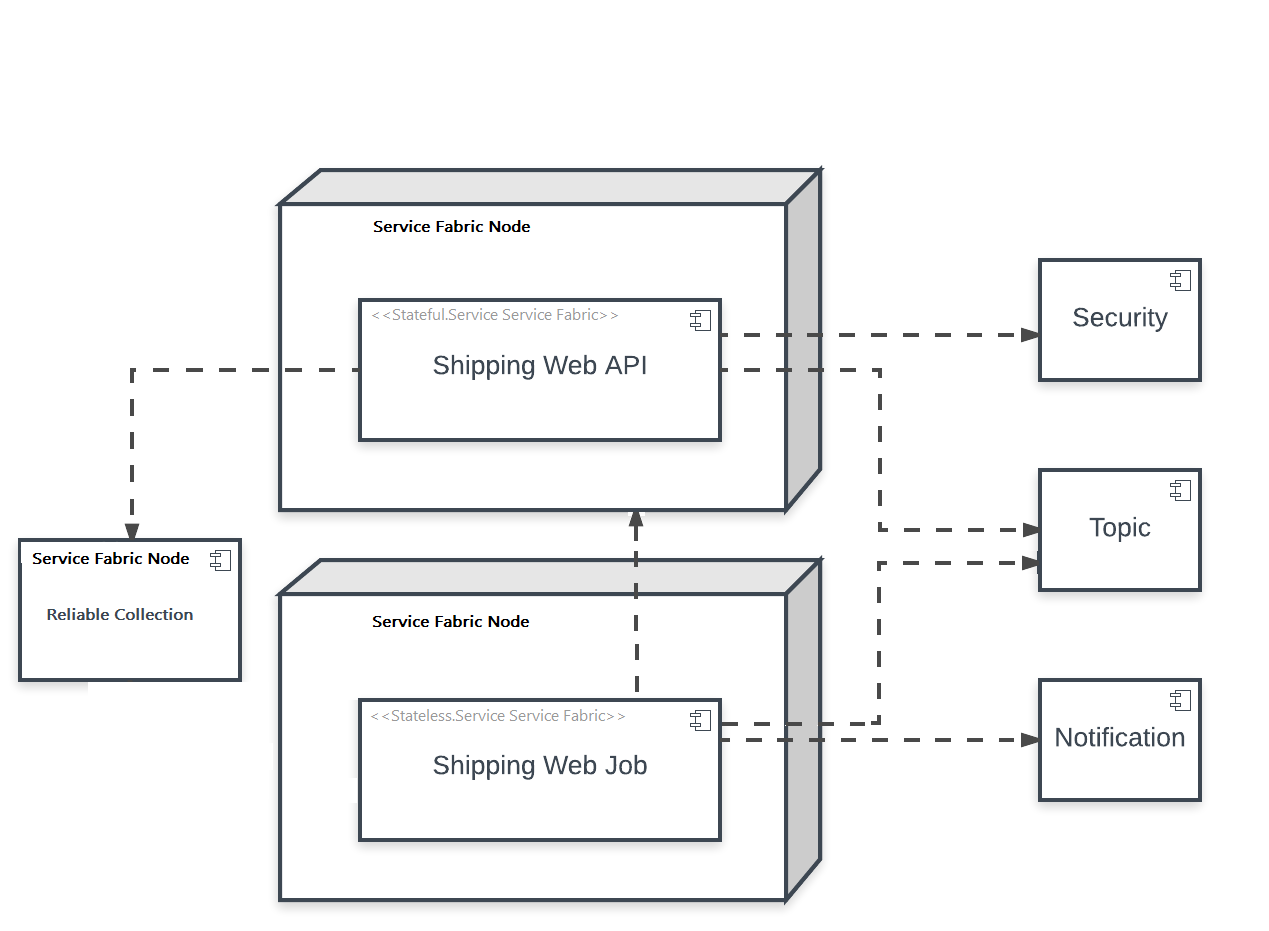 Service Fabric Node
<<Stateful.Service Service Fabric>>
Shipping Web API
Security
Topic
Service Fabric Node
Reliable Collection
Service Fabric Node
<<Stateless.Service Service Fabric>>
Shipping Web Job
Notification